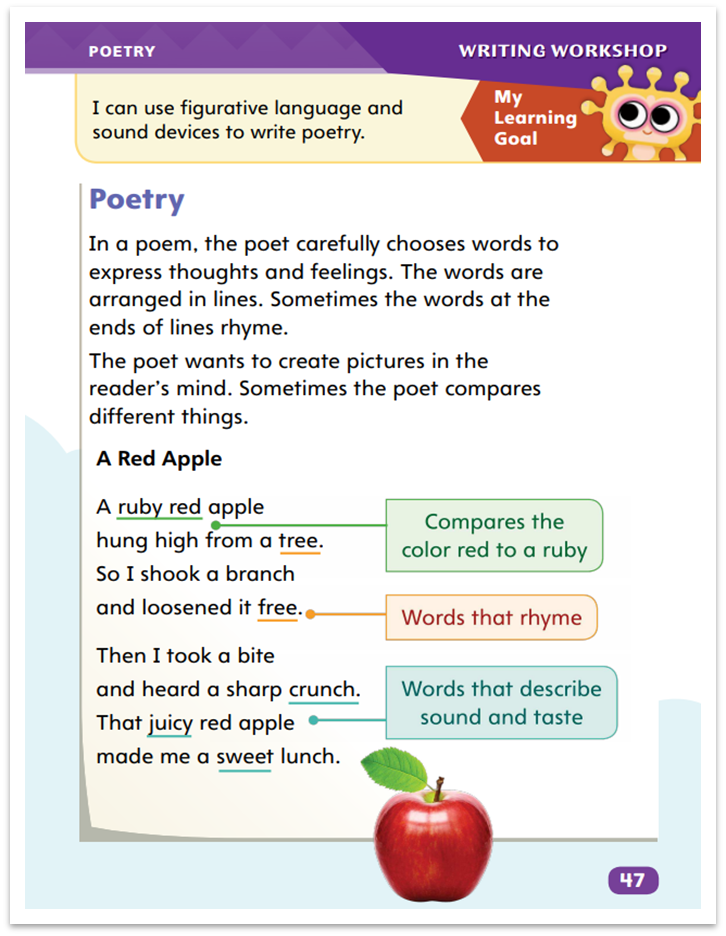 POETRY
WRITING WORKSHOP
I can use figurative language and
sound devices to write poetry.
My
Learning
Goal
Poetry
In a poem, the poet carefully chooses words to
express thoughts and feelings. The words are
arranged in lines. Sometimes the words at the
ends of lines rhyme.
The poet wants to create pictures in the
reader's mind. Sometimes the poet compares
different things.
A Red Apple
A ruby red apple
hung high from a tree.
So I shook a branch
and loosened it free.
Then I took a bite
and heard a sharp crunch.
That juicy red apple
made me a sweet lunch.
Compares the
color red to a ruby
Words that rhyme
Words that describe
sound and taste
47